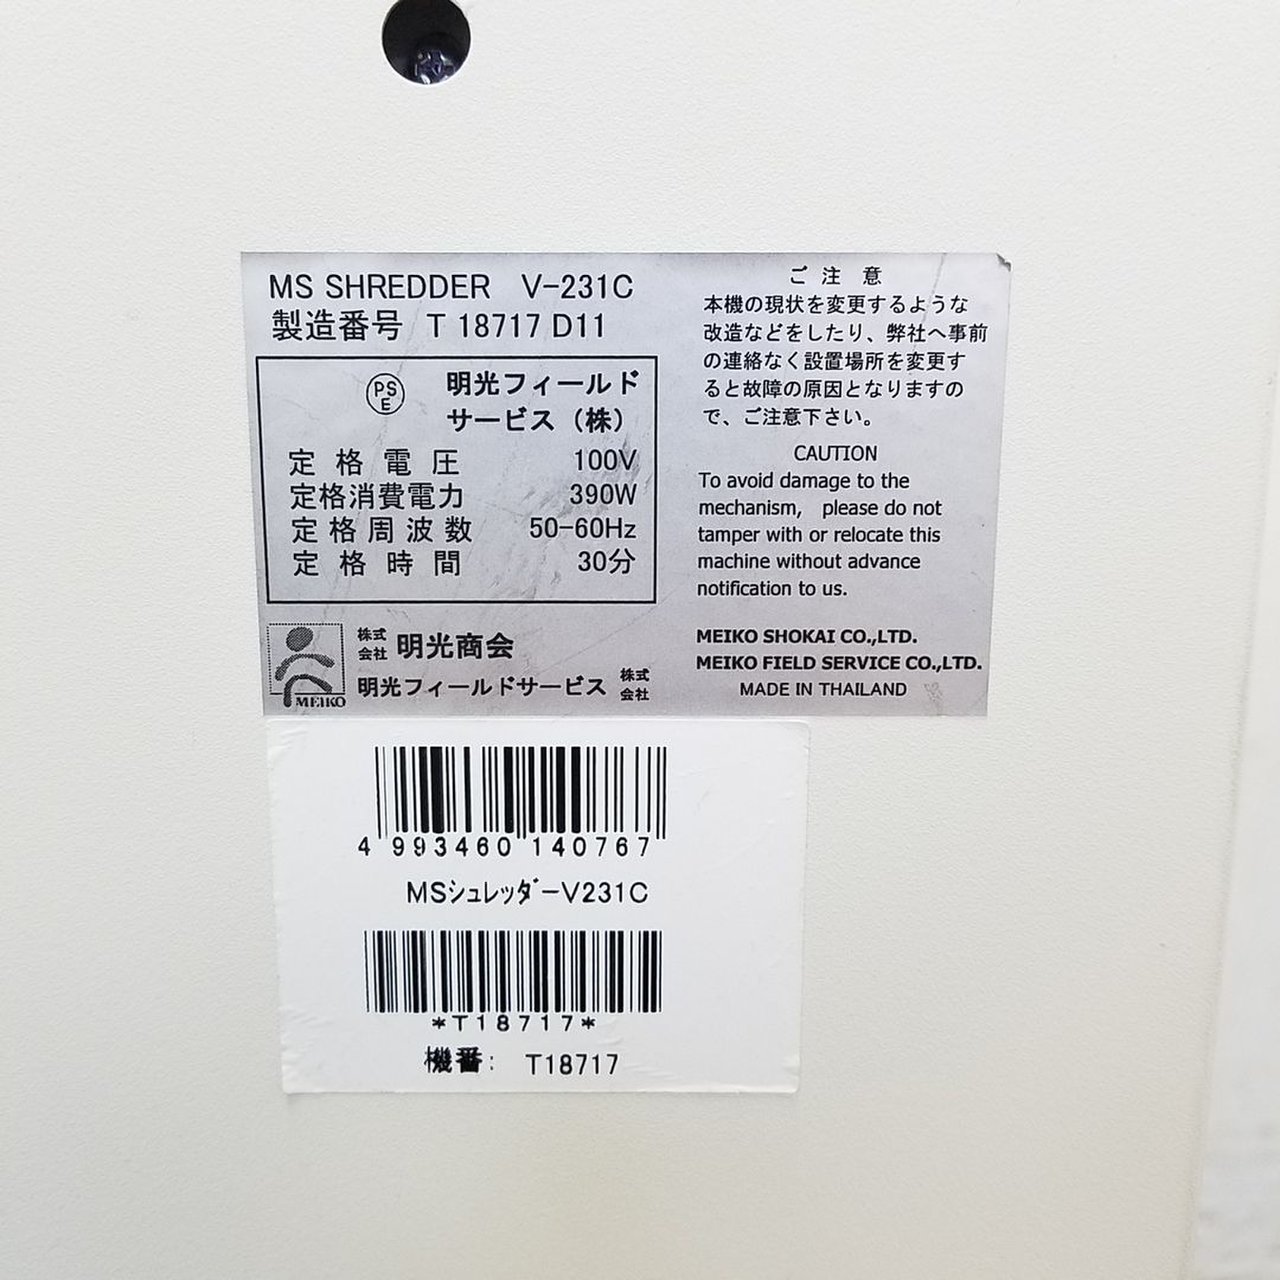 MS SHREDDER V-231C
製造番号 T 18717 D11
PS
E
明光フィールド
サービス（株）
定格電圧 100V
定格消費電力 390W
定格周波数 50-60Hz
定格時間 30分
MEIKO
株式会社 明光商会
明光フィールドサービス 株式会社
ご注意
本機の現状を変更するような
改造などをしたり、弊社へ事前
の連絡なく設置場所を変更す
ると故障の原因となりますの
で、ご注意下さい。
CAUTION
To avoid damage to the
mechanism, please do not
tamper with or relocate this
machine without advance
notification to us.
MEIKO SHOKAI CO.,LTD.
MEIKO FIELD SERVICE CO.,LTD.
MADE IN THAILAND
4 993460 140767
MSシュレッダーV231C
*T18717*
機番: T18717